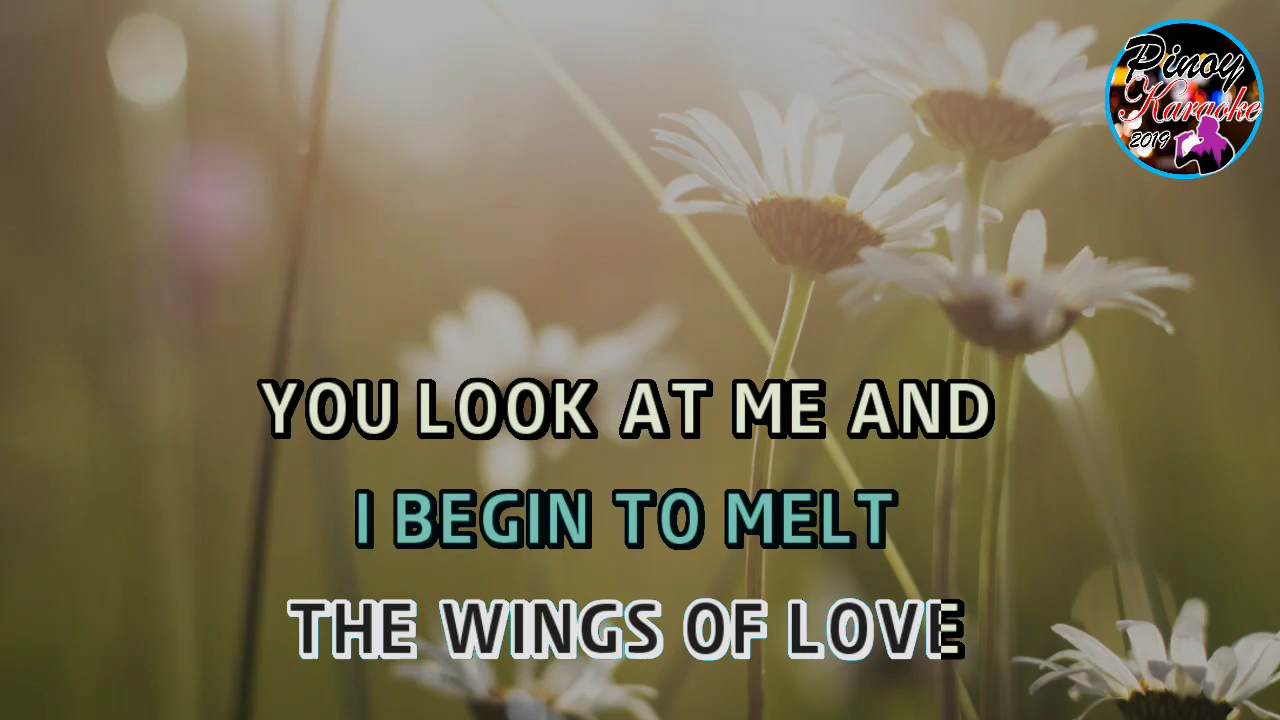 Pinoy
Karaoke
2019
YOU LOOK AT ME AND
I BEGIN TO MELT
THE WINGS OF LOVE